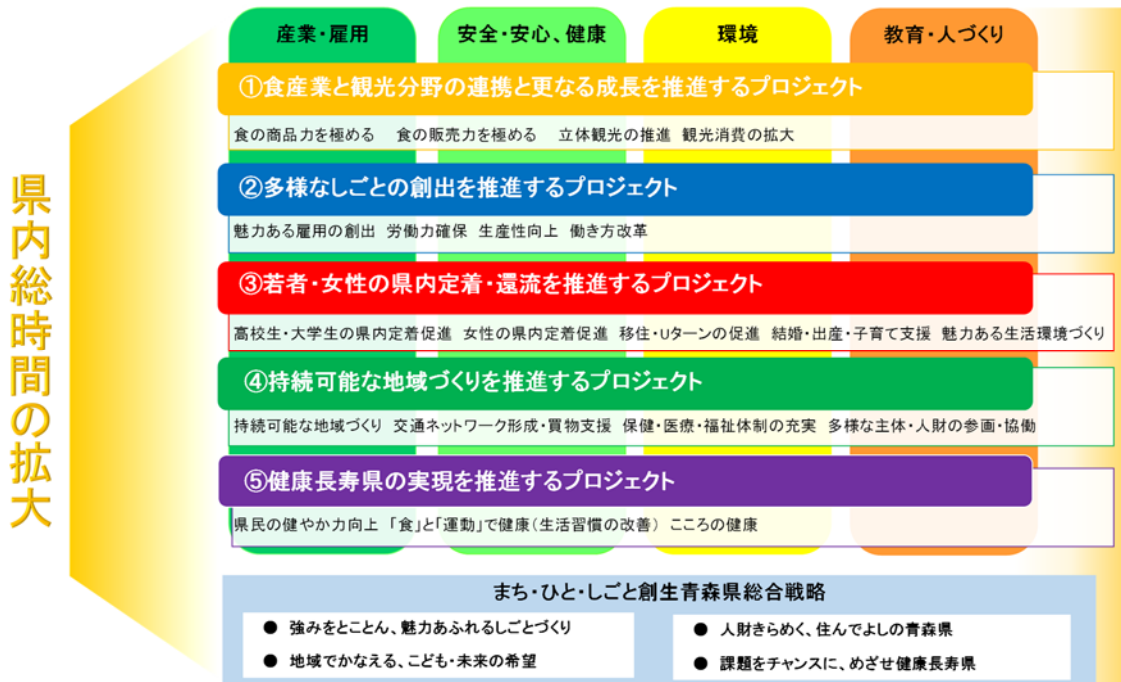 県内総時間の拡大
産業・雇用
安全・安心、健康
環境
教育・人づくり
①食産業と観光分野の連携と更なる成長を推進するプロジェクト
食の商品力を極める 食の販売力を極める 立体観光の推進 観光消費の拡大
②多様なしごとの創出を推進するプロジェクト
魅力ある雇用の創出 労働力確保 生産性向上 働き方改革
③若者・女性の県内定着・還流を推進するプロジェクト
高校生・大学生の県内定着促進 女性の県内定着促進 移住・Uターンの促進 結婚・出産・子育て支援 魅力ある生活環境づくり
④持続可能な地域づくりを推進するプロジェクト
持続可能な地域づくり 交通ネットワーク形成・買物支援 保健・医療・福祉体制の充実 多様な主体・人財の参画・協働
⑤健康長寿県の実現を推進するプロジェクト
県民の健やか力向上 「食」と「運動」で健康(生活習慣の改善) こころの健康
まち・ひと・しごと創生青森県総合戦略
● 強みをとことん、魅力あふれるしごとづくり
● 地域でかなえる、こども・未来の希望
● 人財きらめく、住んでよしの青森県
● 課題をチャンスに、めざせ健康長寿県